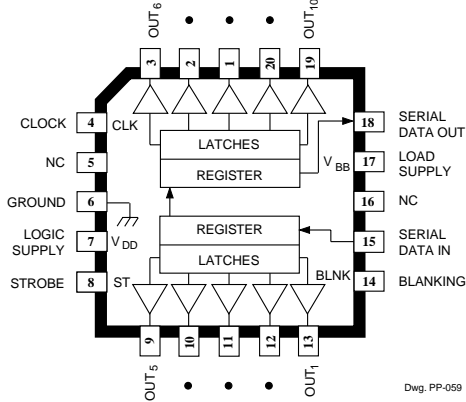 OUT6 • • • OUT10
3 2 1 20 19
CLOCK 4 CLK
18 SERIAL DATA OUT
LATCHES
NC 5
VBB 17 LOAD SUPPLY
REGISTER
GROUND 6
16 NC
REGISTER
LOGIC SUPPLY 7 VDD
15 SERIAL DATA IN
LATCHES
STROBE 8 ST
BLNK 14 BLANKING
9 10 11 12 13
OUT5 • • • OUT1
Dwg. PP-059